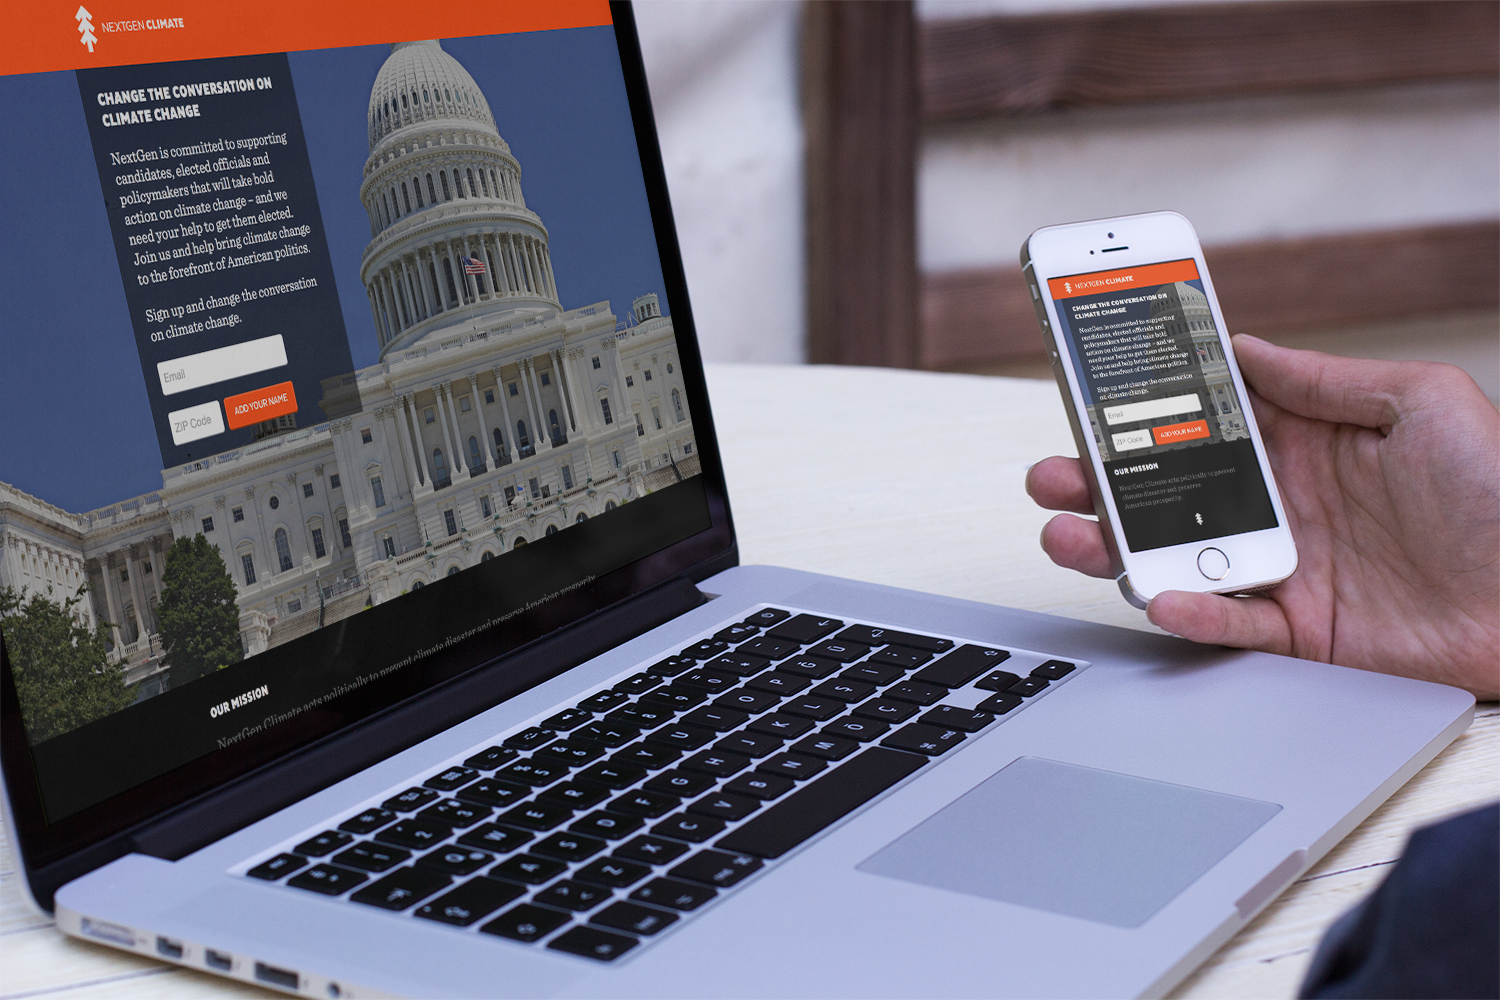 NEXTGEN CLIMATE
CHANGE THE CONVERSATION ON
CLIMATE CHANGE
NextGen is committed to supporting
candidates, elected officials and
policymakers that will take bold
action on climate change – and we
need your help to get them elected.
Join us and help bring climate change
to the forefront of American politics.
Sign up and change the conversation
on climate change.
Email
ZIP Code
ADD YOUR NAME
OUR MISSION
NextGen Climate acts politically to prevent climate disaster and preserve American prosperity
NEXTGEN CLIMATE
CHANGE THE CONVERSATION ON
CLIMATE CHANGE
NextGen is committed to supporting
candidates, elected officials and
policymakers that will take bold
action on climate change – and we
need your help to get them elected.
Join us and help bring climate change
to the forefront of American politics.
Sign up and change the conversation
on climate change.
Email
ZIP Code
ADD YOUR NAME
OUR MISSION
NextGen Climate acts politically to prevent
climate disaster and preserve
American prosperity.
Q W E R T Y U I O P
A S D F G H J K L
Z X C V B N M